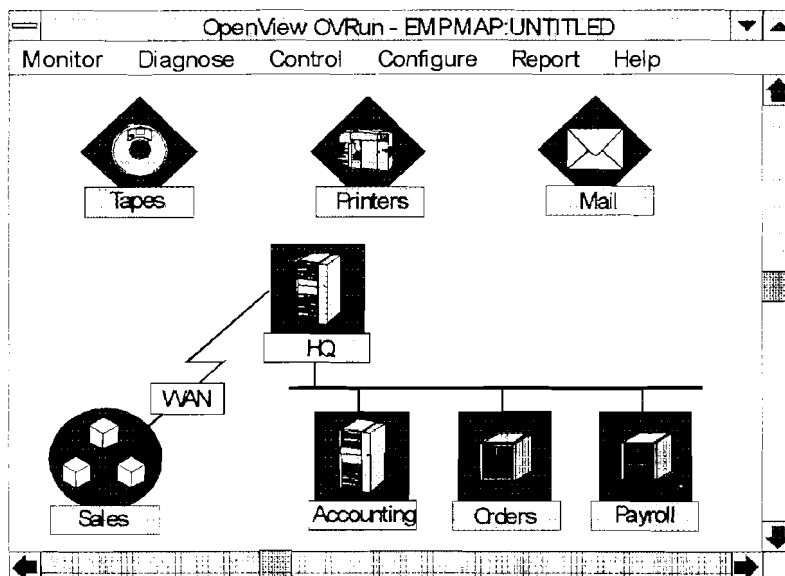 OpenView OVRun - EMPMAP:UNTITLED
Monitor Diagnose Control Configure Report Help
Tapes Printers Mail
HQ
WAN
Sales Accounting Orders Payroll